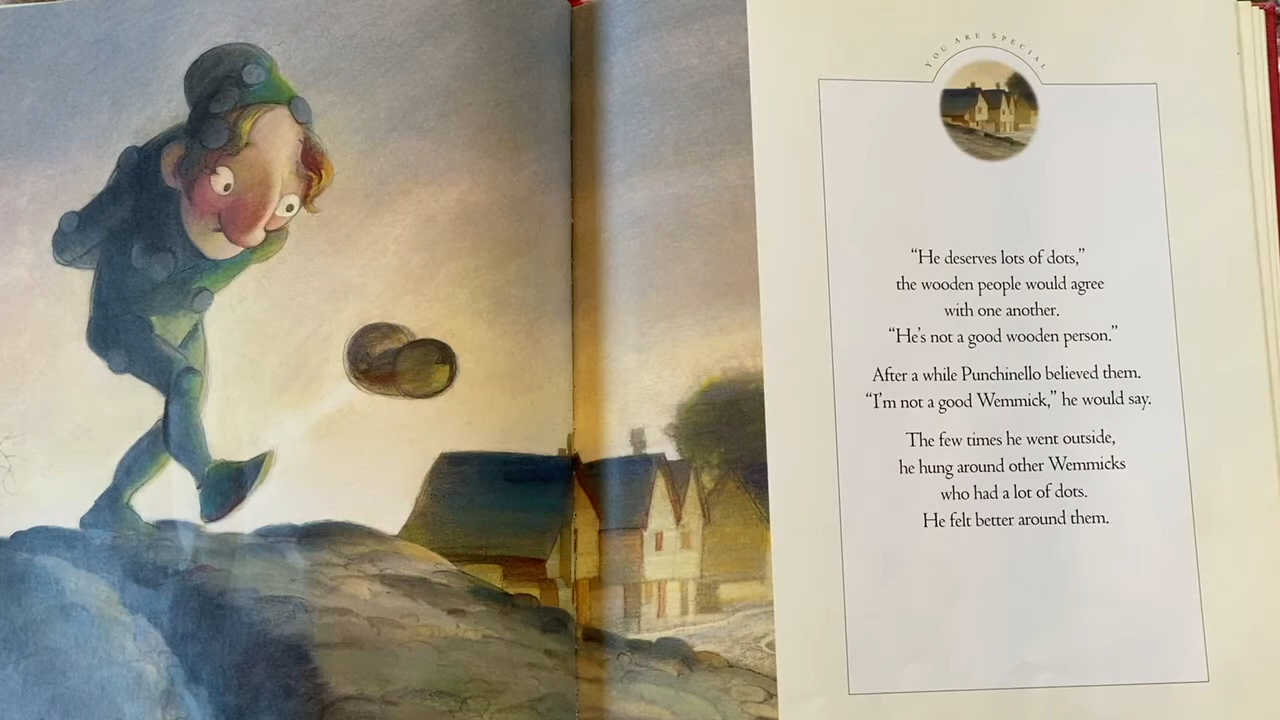 YOU ARE SPECIAL
“He deserves lots of dots,”
the wooden people would agree
with one another.
“He’s not a good wooden person.”
After a while Punchinello believed them.
“I’m not a good Wemmick,” he would say.
The few times he went outside,
he hung around other Wemmicks
who had a lot of dots.
He felt better around them.